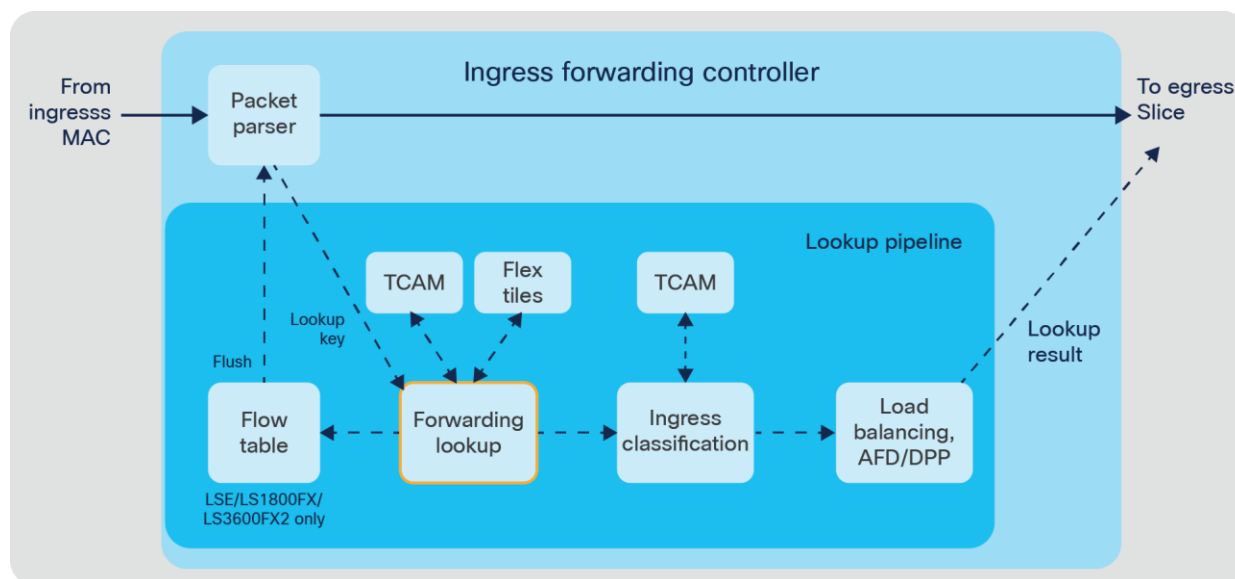 Ingress forwarding controller
From
ingresss
MAC
Packet
parser
To egress
Slice
Lookup pipeline
TCAM
Flex
tiles
TCAM
Lookup
key
Flush
Lookup
result
Flow
table
Forwarding
lookup
Ingress
classification
Load
balancing,
AFD/DPP
LSE/LS1800FX/
LS3600FX2 only